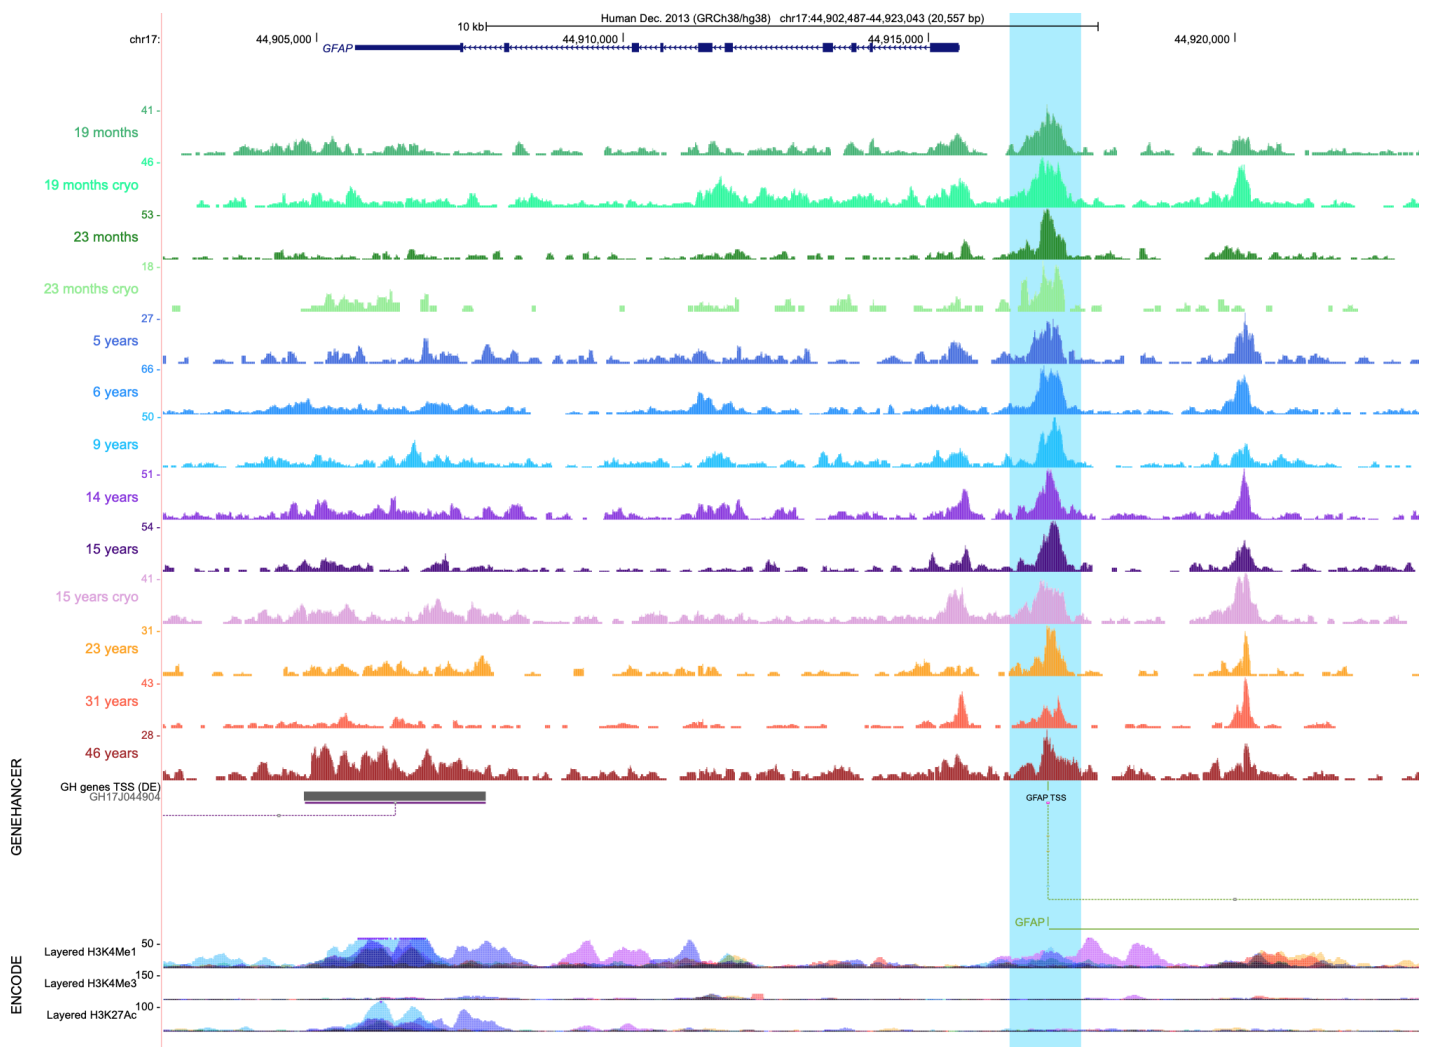 Human Dec. 2013 (GRCh38/hg38) chr17:44,902,487-44,923,043 (20,557 bp)
10 kb
chr17: 44,905,000 44,910,000 44,915,000 44,920,000
GFAP
41
19 months
46
19 months cryo
53
23 months
18
23 months cryo
27
5 years
66
6 years
50
9 years
51
14 years
54
15 years
41
15 years cryo
31
23 years
43
31 years
28
46 years
GENEHANCER
GH genes TSS (DE)
GH17J044904
GFAP TSS
GFAP
ENCODE
50
Layered H3K4Me1
150
Layered H3K4Me3
100
Layered H3K27Ac